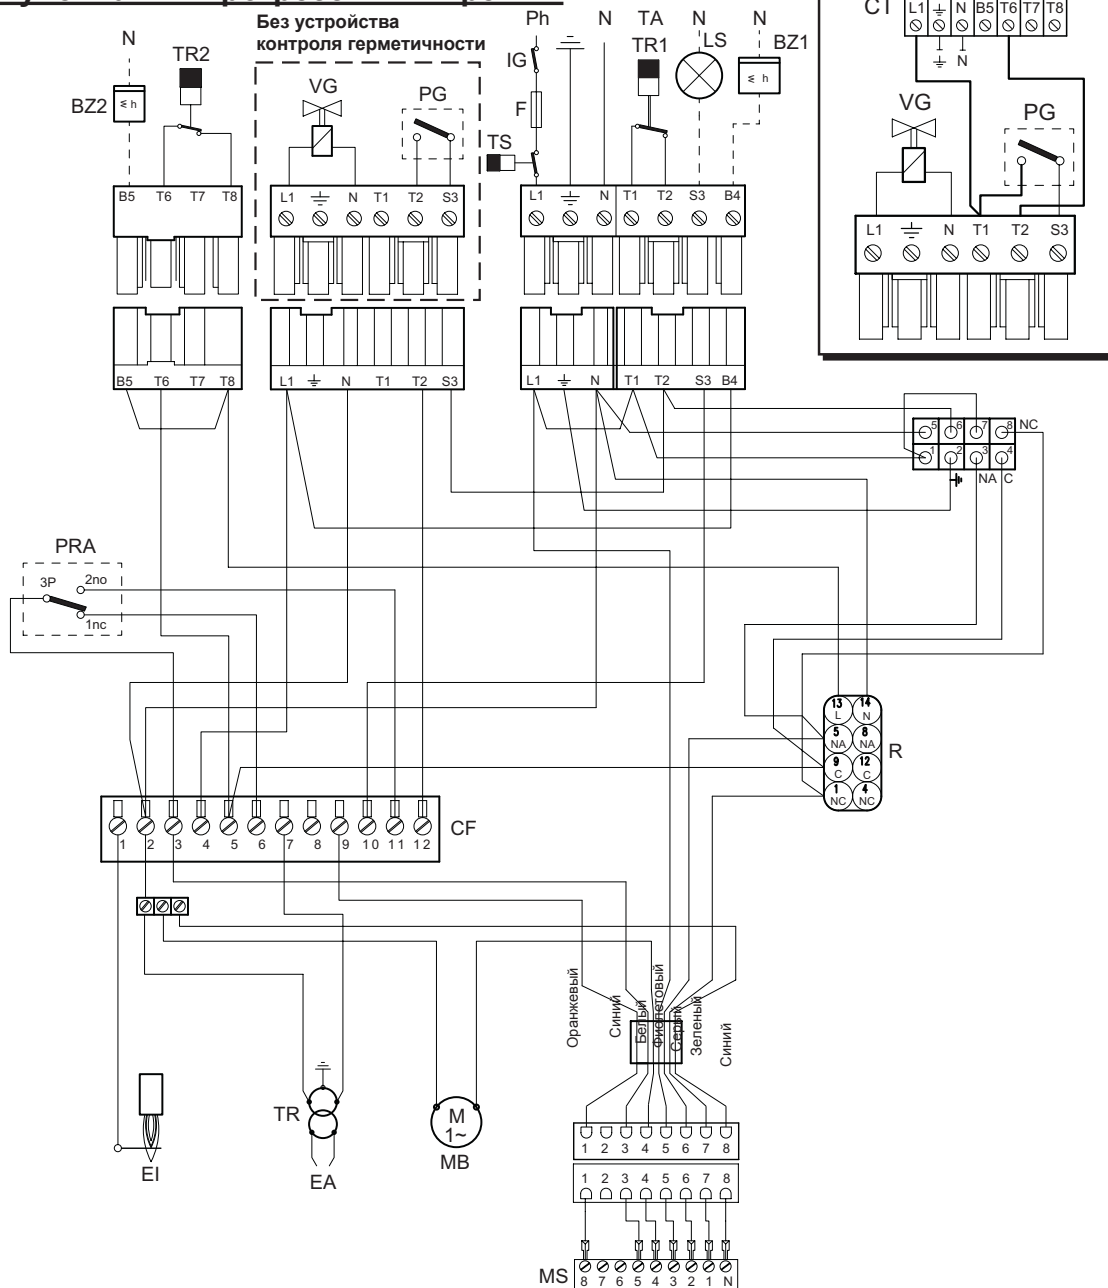 Без устройства
контроля герметичности
N
TR2
BZ2
≤ h
VG
PG
Ph
N
TA
N
N
IG
TR1
LS
BZ1
≤ h
F
TS
CT
L1 N B5 T6 T7 T8
N
VG
PG
L1 N T1 T2 S3
B5 T6 T7 T8
L1 N T1 T2 S3
L1 N T1 T2 S3 B4
B5 T6 T7 T8
L1 N T1 T2 S3
L1 N T1 T2 S3 B4
5 6 7 8 NC
1 2 3 4
NA C
PRA
3P
2no
1nc
13 14
L N
5 8
NA NA
R
9 12
C C
1 4
NC NC
CF
1 2 3 4 5 6 7 8 9 10 11 12
Оранжевый
Синий
Белый
Фиолетовый
Серый
Зеленый
Синий
EI
TR
EA
M
1~
MB
1 2 3 4 5 6 7 8
1 2 3 4 5 6 7 8
MS
8 7 6 5 4 3 2 1 N